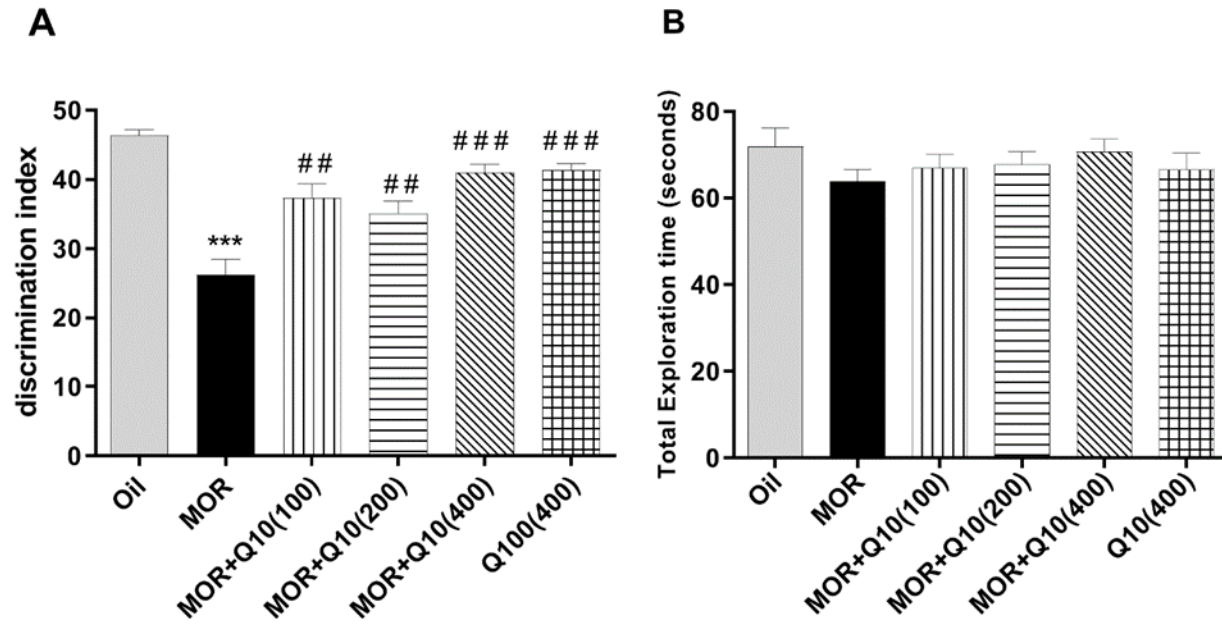 A
discrimination index
50
40
30
20
10
0
***
##
##
###
###
Oil
MOR
MOR+Q10(100)
MOR+Q10(200)
MOR+Q10(400)
Q100(400)
B
Total Exploration time (seconds)
80
60
40
20
0
Oil
MOR
MOR+Q10(100)
MOR+Q10(200)
MOR+Q10(400)
Q10(400)